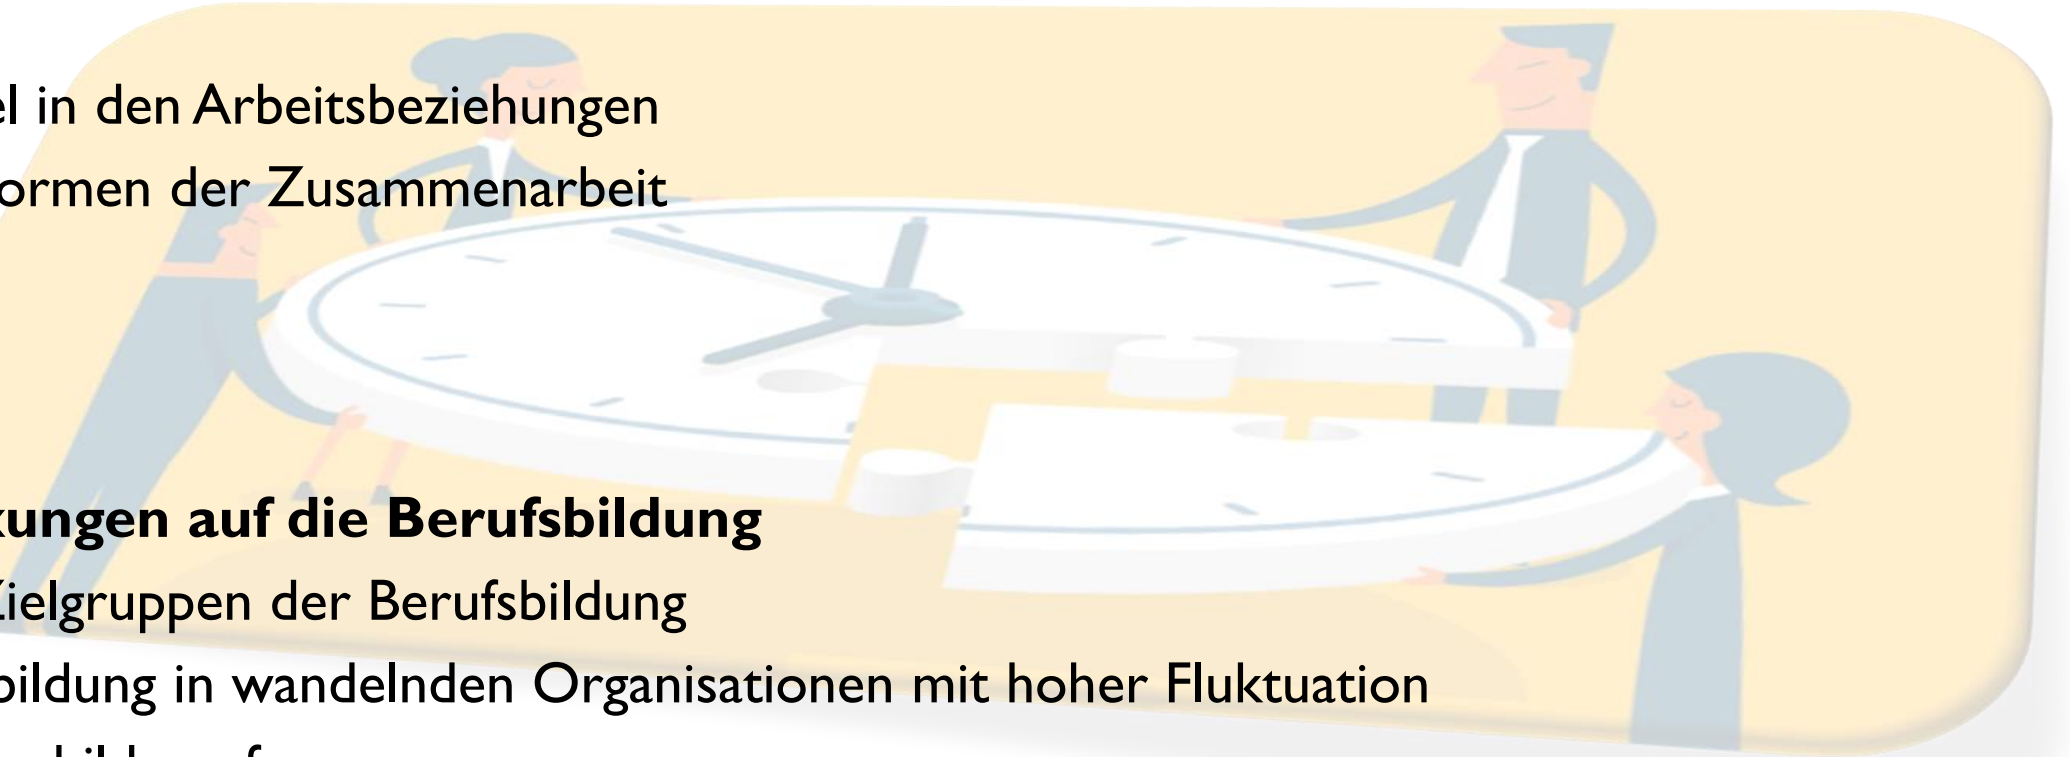 el in den Arbeitsbeziehungen
ormen der Zusammenarbeit
kungen auf die Berufsbildung
Zielgruppen der Berufsbildung
bildung in wandelnden Organisationen mit hoher Fluktuation